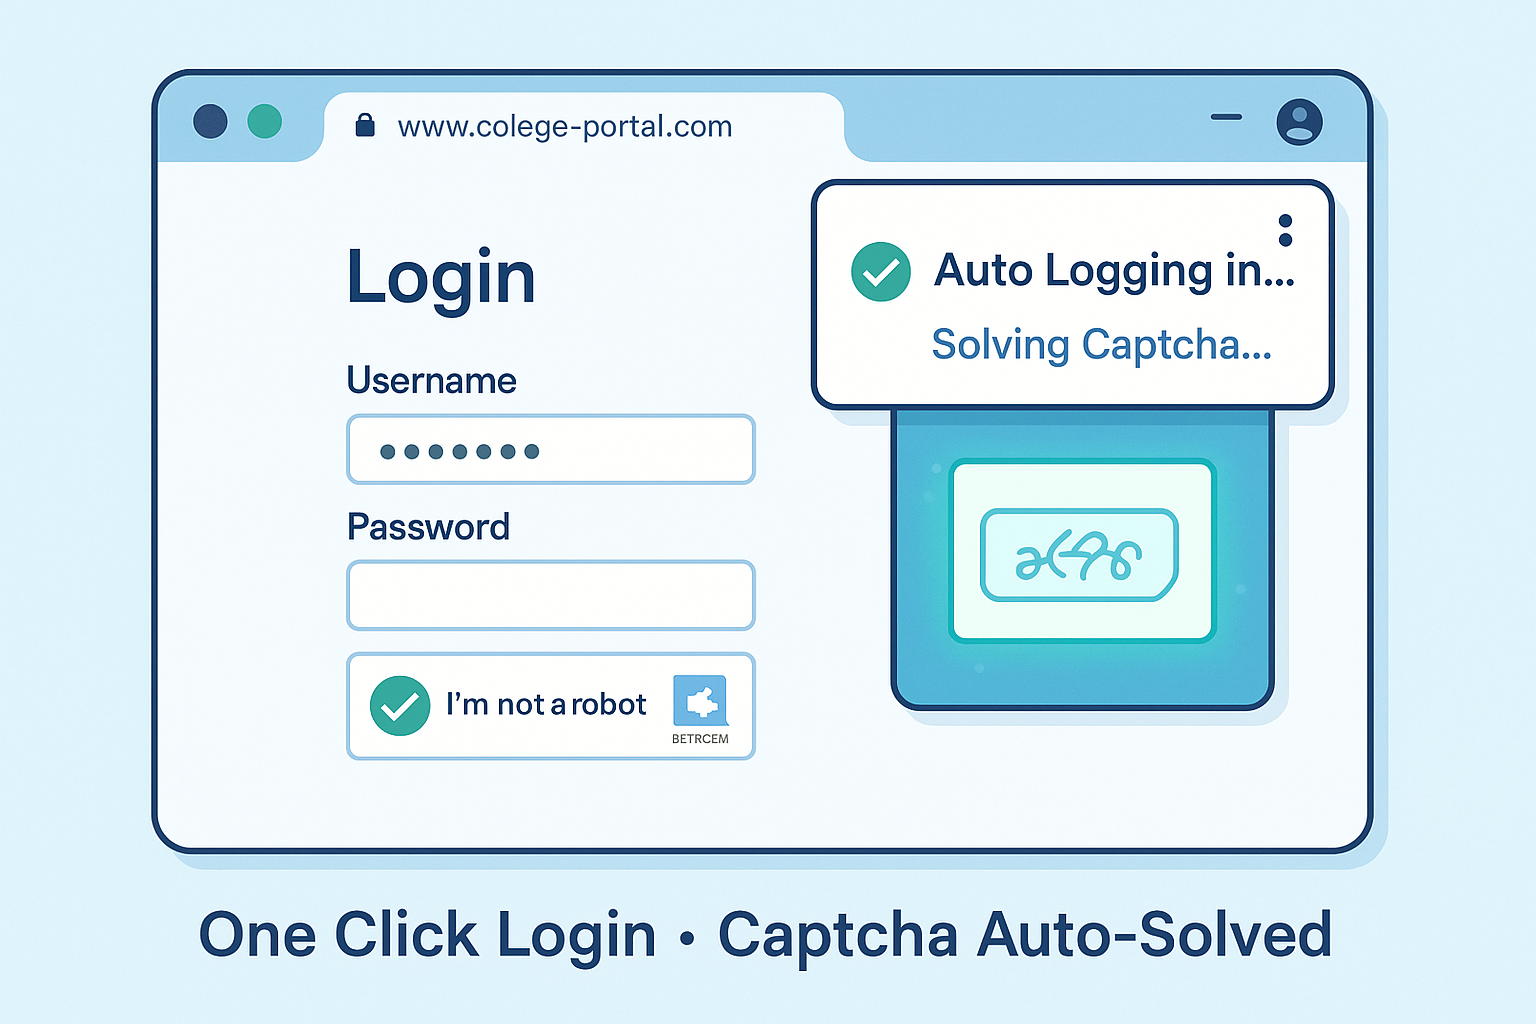 www.colege-portal.com
Login
Username
Password
I'm not a robot
BETRCEM
Auto Logging in...
Solving Captcha...
One Click Login • Captcha Auto-Solved